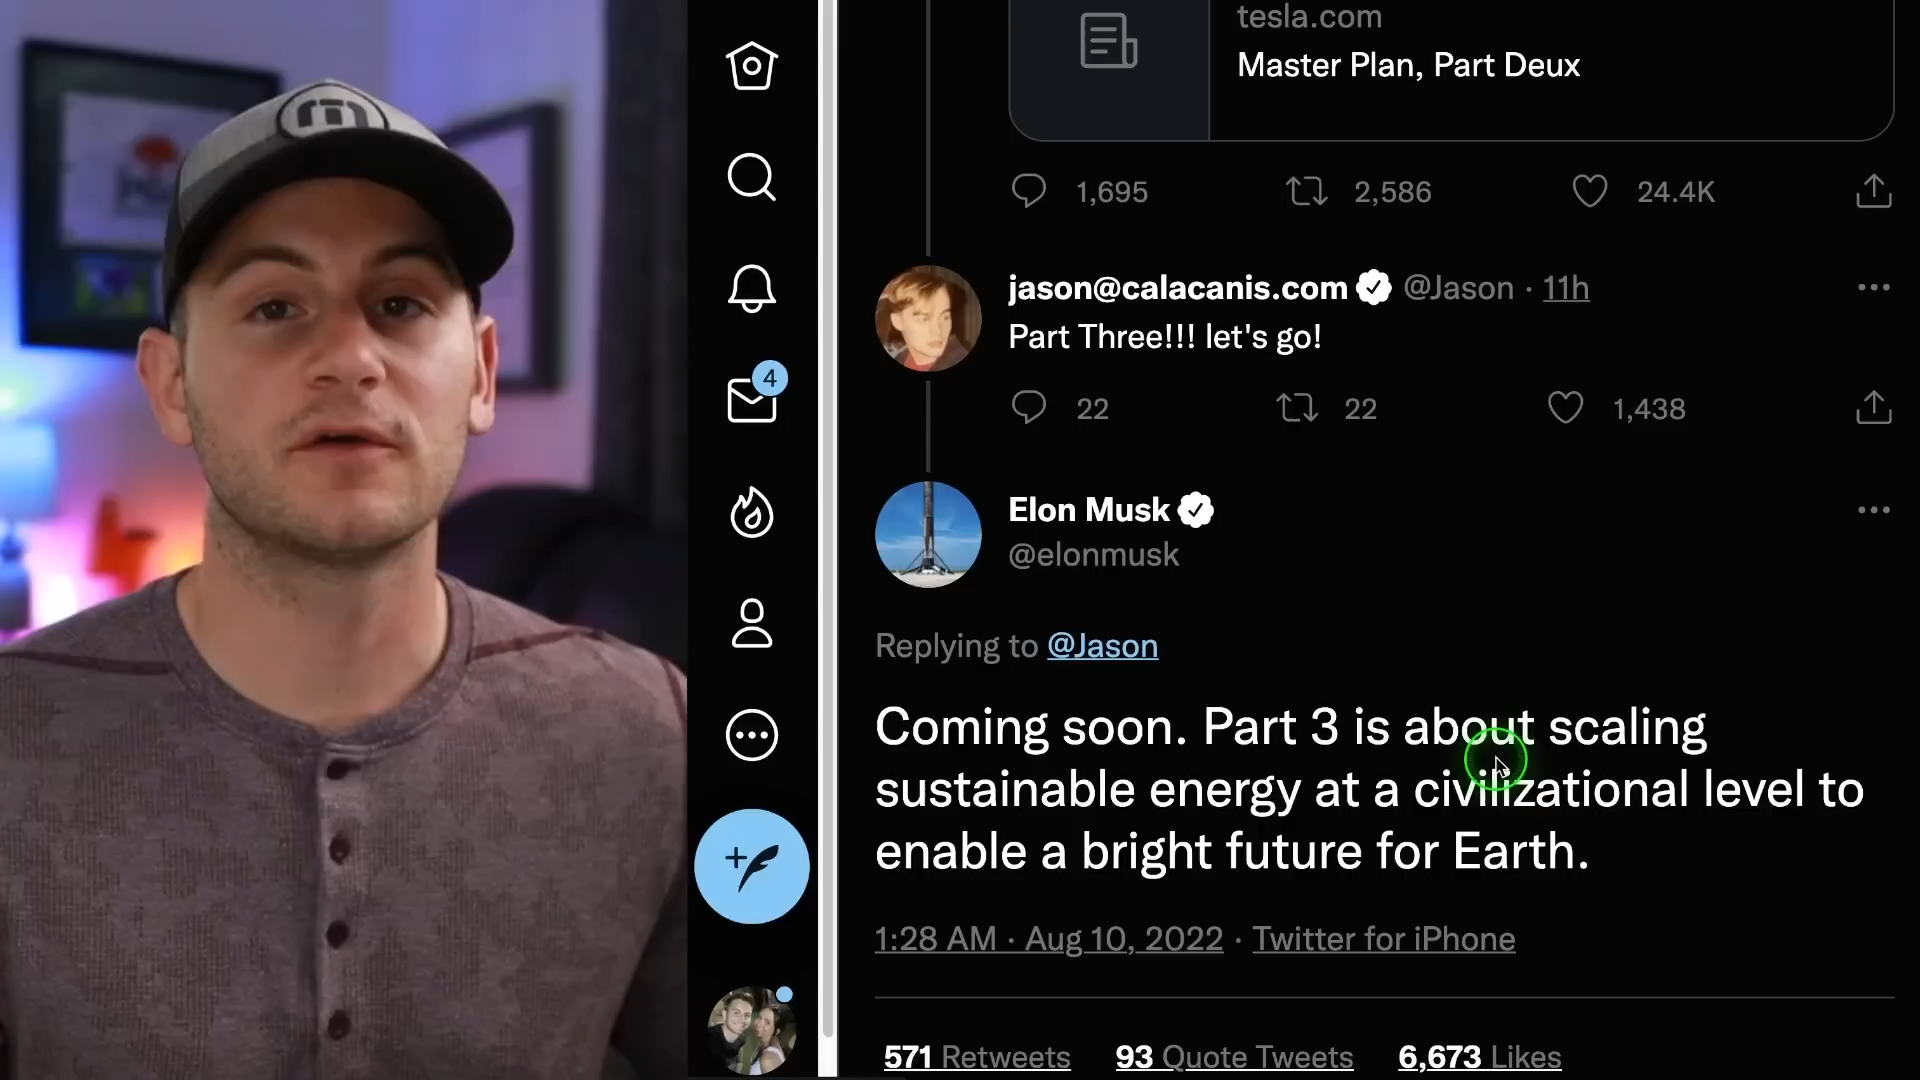 tesla.com
Master Plan, Part Deux
1,695 2,586 24.4K
jason@calacanis.com @Jason · 11h
Part Three!!! let's go!
22 22 1,438
4
Elon Musk
@elonmusk
Replying to @Jason
Coming soon. Part 3 is about scaling
sustainable energy at a civilizational level to
enable a bright future for Earth.
1:28 AM · Aug 10, 2022 · Twitter for iPhone
571 Retweets 93 Quote Tweets 6,673 Likes